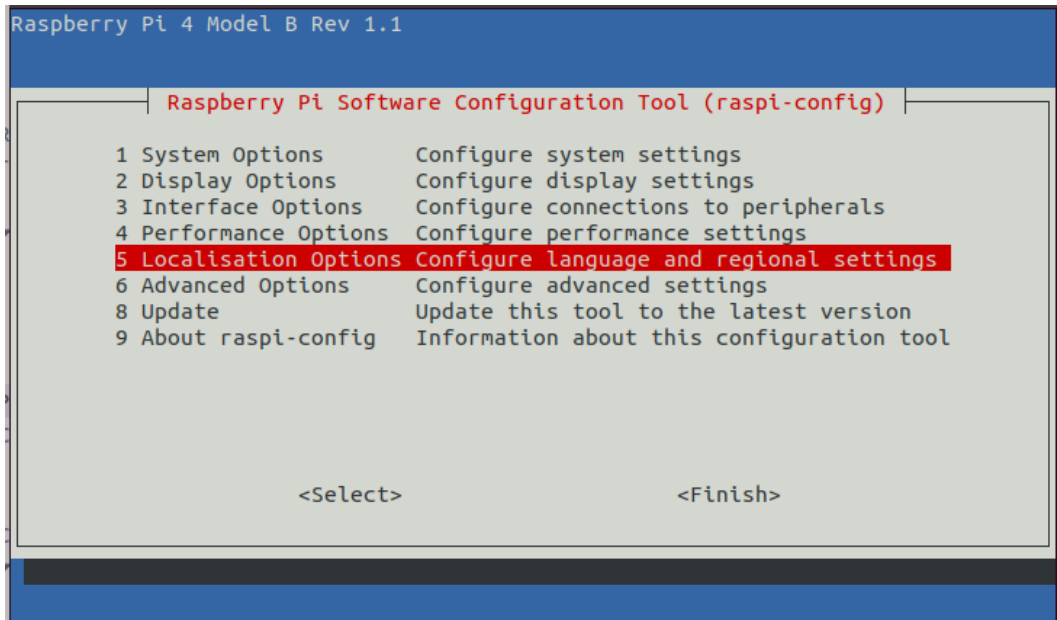 Raspberry Pi 4 Model B Rev 1.1
Raspberry Pi Software Configuration Tool (raspi-config)
1 System Options Configure system settings
2 Display Options Configure display settings
3 Interface Options Configure connections to peripherals
4 Performance Options Configure performance settings
5 Localisation Options Configure language and regional settings
6 Advanced Options Configure advanced settings
8 Update Update this tool to the latest version
9 About raspi-config Information about this configuration tool
<Select> <Finish>